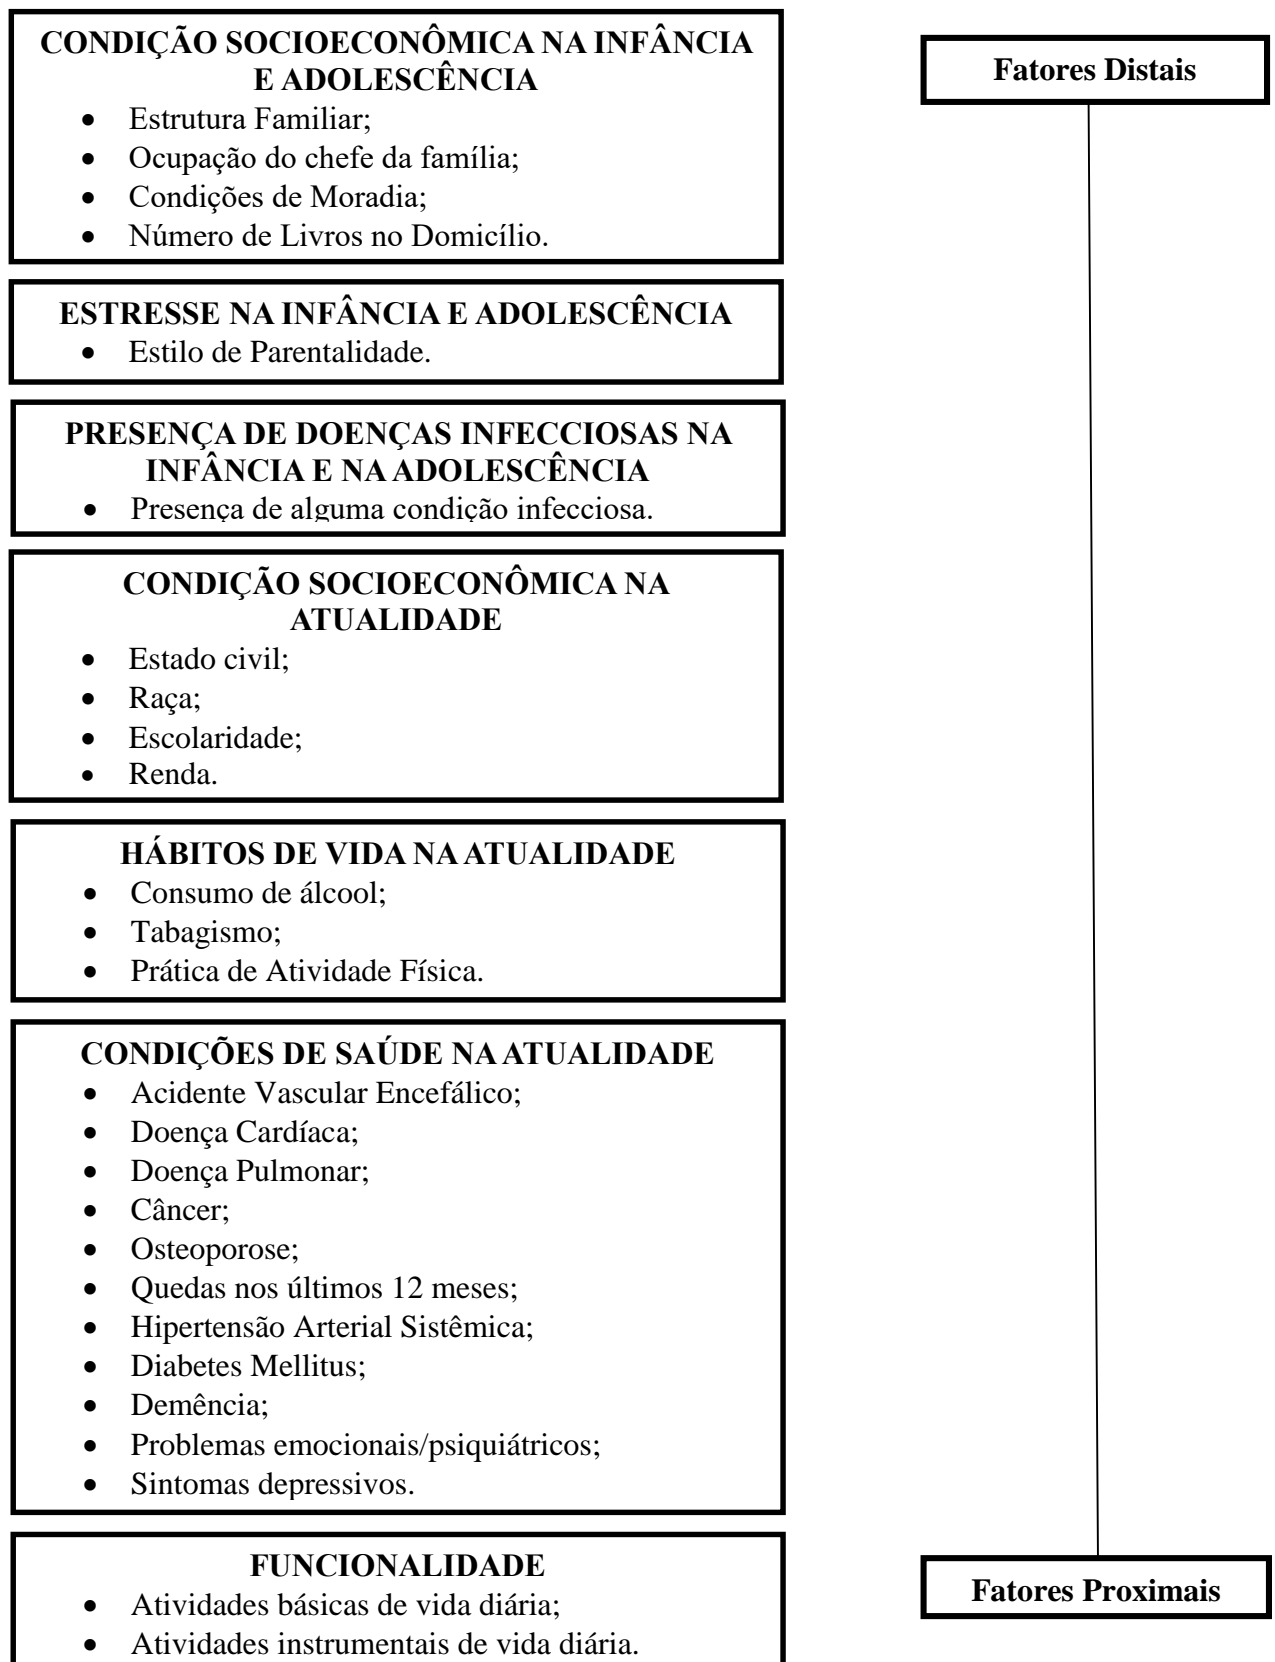 CONDIÇÃO SOCIOECONÔMICA NA INFÂNCIA
E ADOLESCÊNCIA
• Estrutura Familiar;
• Ocupação do chefe da família;
• Condições de Moradia;
• Número de Livros no Domicílio.
Fatores Distais
ESTRESSE NA INFÂNCIA E ADOLESCÊNCIA
• Estilo de Parentalidade.
PRESENÇA DE DOENÇAS INFECCIOSAS NA
INFÂNCIA E NA ADOLESCÊNCIA
• Presença de alguma condição infecciosa.
CONDIÇÃO SOCIOECONÔMICA NA
ATUALIDADE
• Estado civil;
• Raça;
• Escolaridade;
• Renda.
HÁBITOS DE VIDA NA ATUALIDADE
• Consumo de álcool;
• Tabagismo;
• Prática de Atividade Física.
CONDIÇÕES DE SAÚDE NA ATUALIDADE
• Acidente Vascular Encefálico;
• Doença Cardíaca;
• Doença Pulmonar;
• Câncer;
• Osteoporose;
• Quedas nos últimos 12 meses;
• Hipertensão Arterial Sistêmica;
• Diabetes Mellitus;
• Demência;
• Problemas emocionais/psiquiátricos;
• Sintomas depressivos.
FUNCIONALIDADE
• Atividades básicas de vida diária;
• Atividades instrumentais de vida diária.
Fatores Proximais